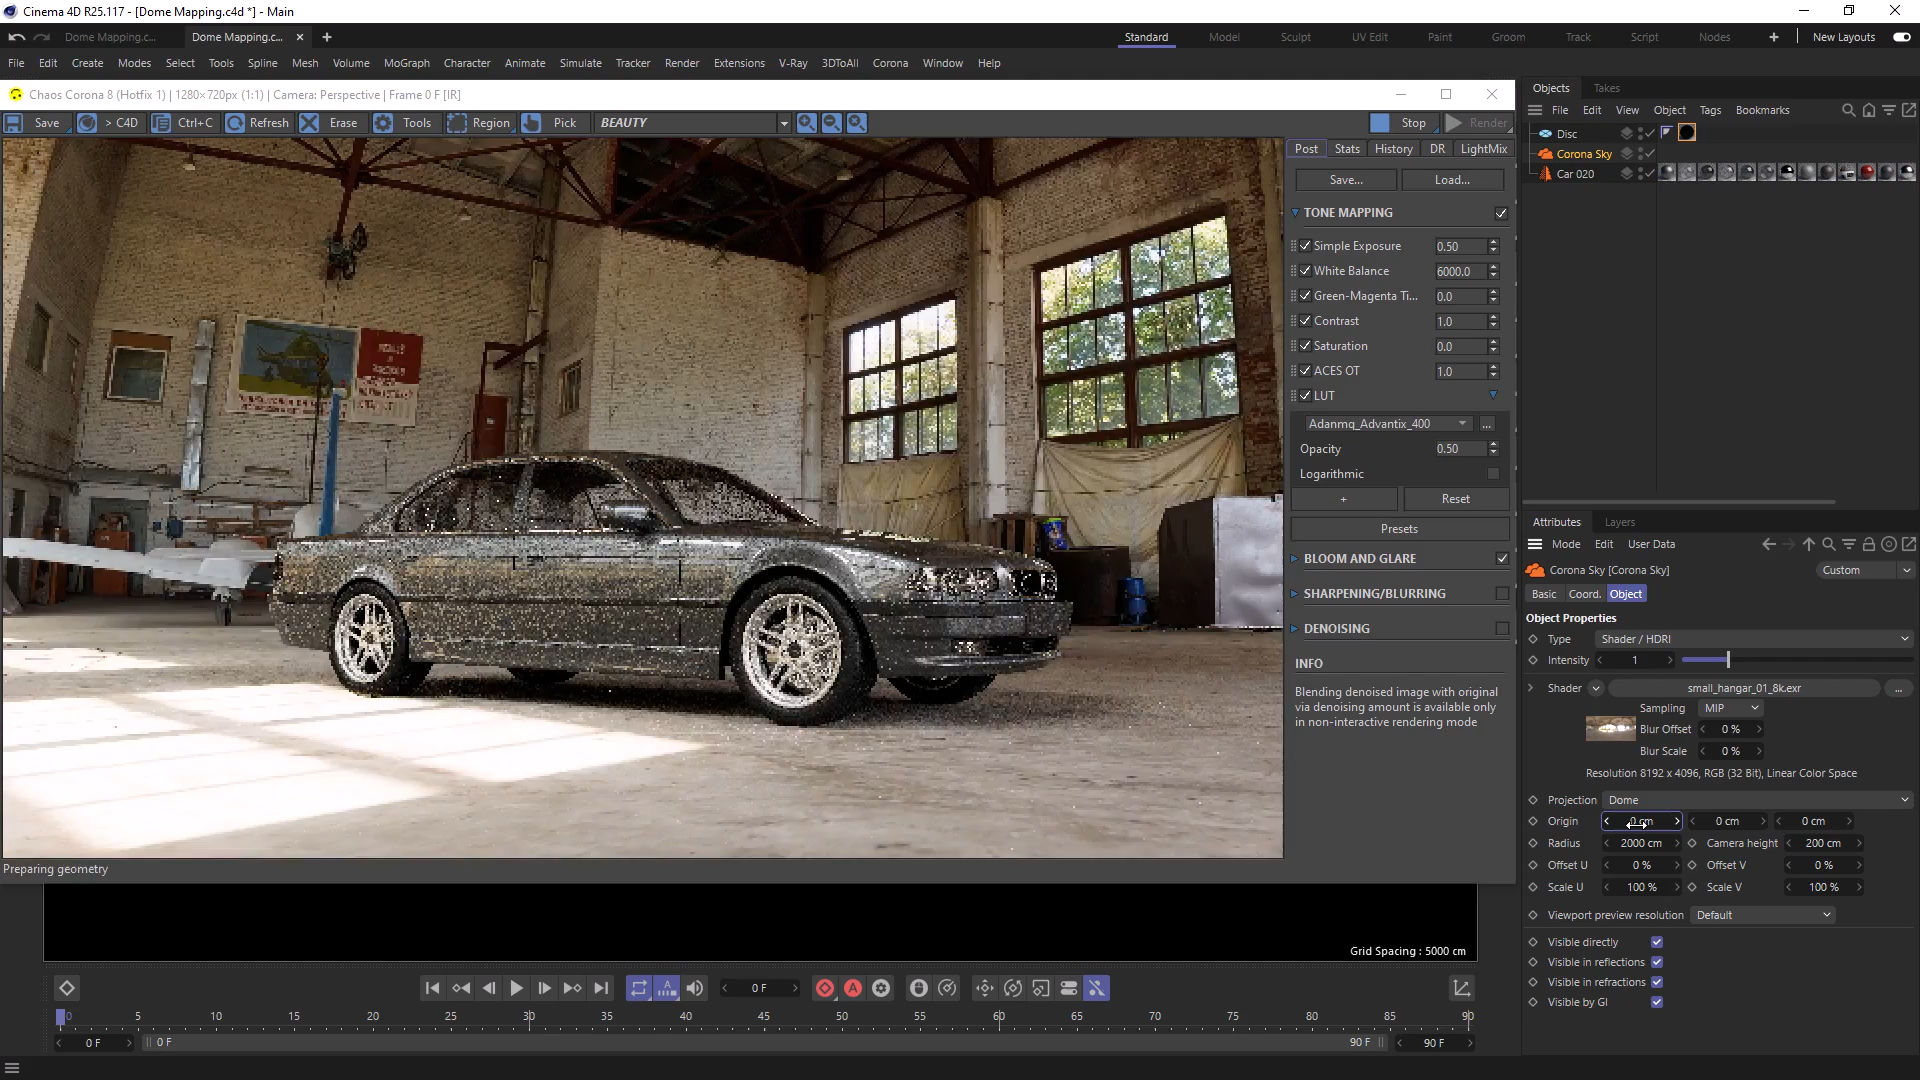 Cinema 4D R25.117 - [Dome Mapping.c4d *] - Main
Dome Mapping.c...
Dome Mapping.c...
Standard
Model
Sculpt
UV Edit
Paint
Groom
Track
Script
Nodes
New Layouts
File Edit Create Modes Select Tools Spline Mesh Volume MoGraph Character Animate Simulate Tracker Render Extensions V-Ray 3DToAll Corona Window Help
Chaos Corona 8 (Hotfix 1) | 1280×720px (1:1) | Camera: Perspective | Frame 0 F [IR]
Save > C4D Ctrl+C Refresh Erase Tools Region Pick BEAUTY Stop Render
Post Stats History DR LightMix
Save... Load...
TONE MAPPING
Simple Exposure 0.50
White Balance 6000.0
Green-Magenta Ti... 0.0
Contrast 1.0
Saturation 0.0
ACES OT 1.0
LUT
Adanmq_Advantix_400 ...
Opacity 0.50
Logarithmic
+ Reset
Presets
BLOOM AND GLARE
SHARPENING/BLURRING
DENOISING
INFO
Blending denoised image with original
via denoising amount is available only
in non-interactive rendering mode
Preparing geometry
Grid Spacing : 5000 cm
0 F
0 5 10 15 20 25 30 35 40 45 50 55 60 65 70 75 80 85 90
0 F 0 F 90 F 90 F
Objects Takes
File Edit View Object Tags Bookmarks
Disc
Corona Sky
Car 020
Attributes Layers
Mode Edit User Data
Corona Sky [Corona Sky] Custom
Basic Coord. Object
Object Properties
Type Shader / HDRI
Intensity 1
Shader small_hangar_01_8k.exr ...
Sampling MIP
Blur Offset 0 %
Blur Scale 0 %
Resolution 8192 x 4096, RGB (32 Bit), Linear Color Space
Projection Dome
Origin 0 cm 0 cm 0 cm
Radius 2000 cm Camera height 200 cm
Offset U 0 % Offset V 0 %
Scale U 100 % Scale V 100 %
Viewport preview resolution Default
Visible directly
Visible in reflections
Visible in refractions
Visible by GI